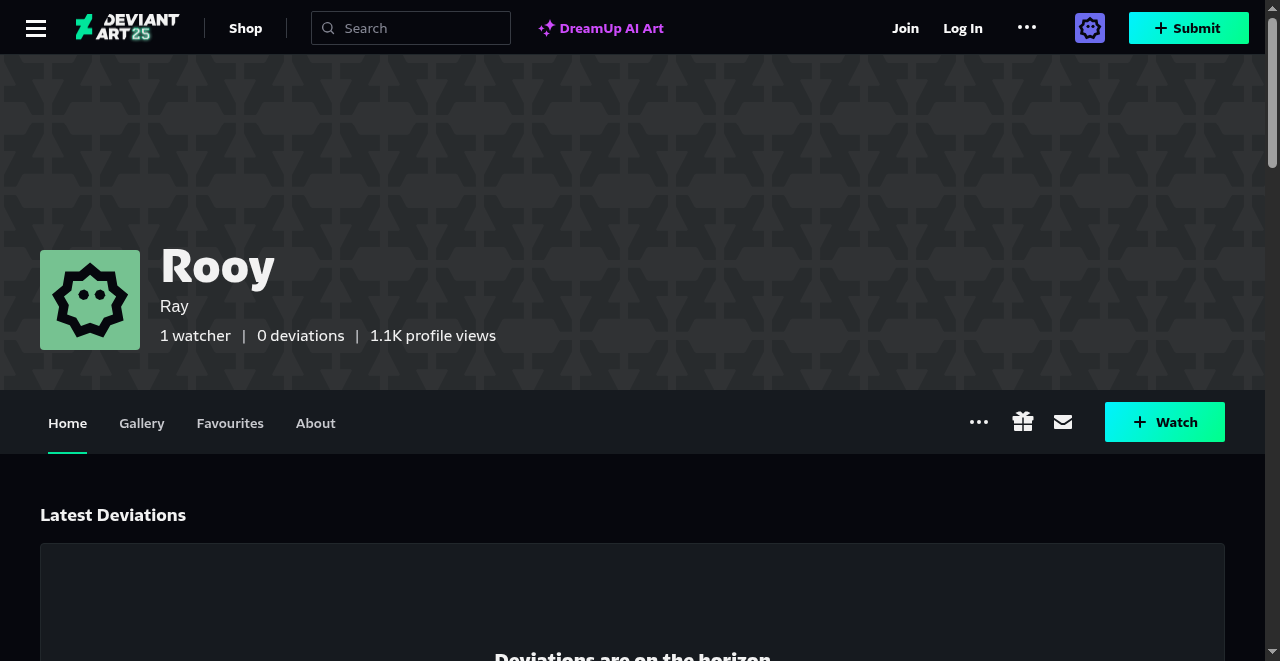 DEVIANT
ART 25
Shop
Search
DreamUp AI Art
Join
Log In
Submit
Rooy
Ray
1 watcher | 0 deviations | 1.1K profile views
Home
Gallery
Favourites
About
Watch
Latest Deviations
Deviations are on the horizon